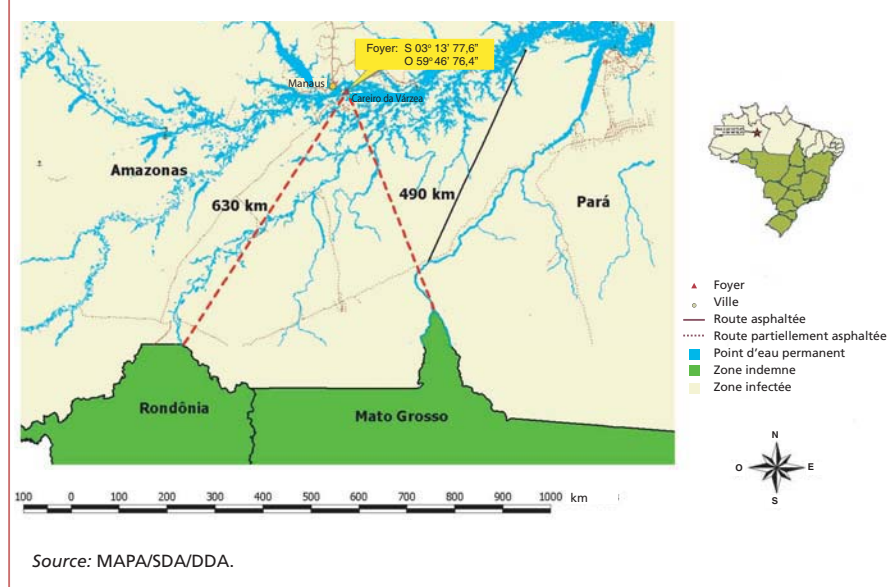 Foyer: S 03° 13' 77,6"
O 59° 46' 76,4"
Manaus
Careiro da Várzea
Amazonas
630 km
490 km
Pará
Rondônia
Mato Grosso
Foyer
Ville
Route asphaltée
Route partiellement asphaltée
Point d'eau permanent
Zone indemne
Zone infectée
N
O E
S
100 0 100 200 300 400 500 600 700 800 900 1000 km
Source: MAPA/SDA/DDA.